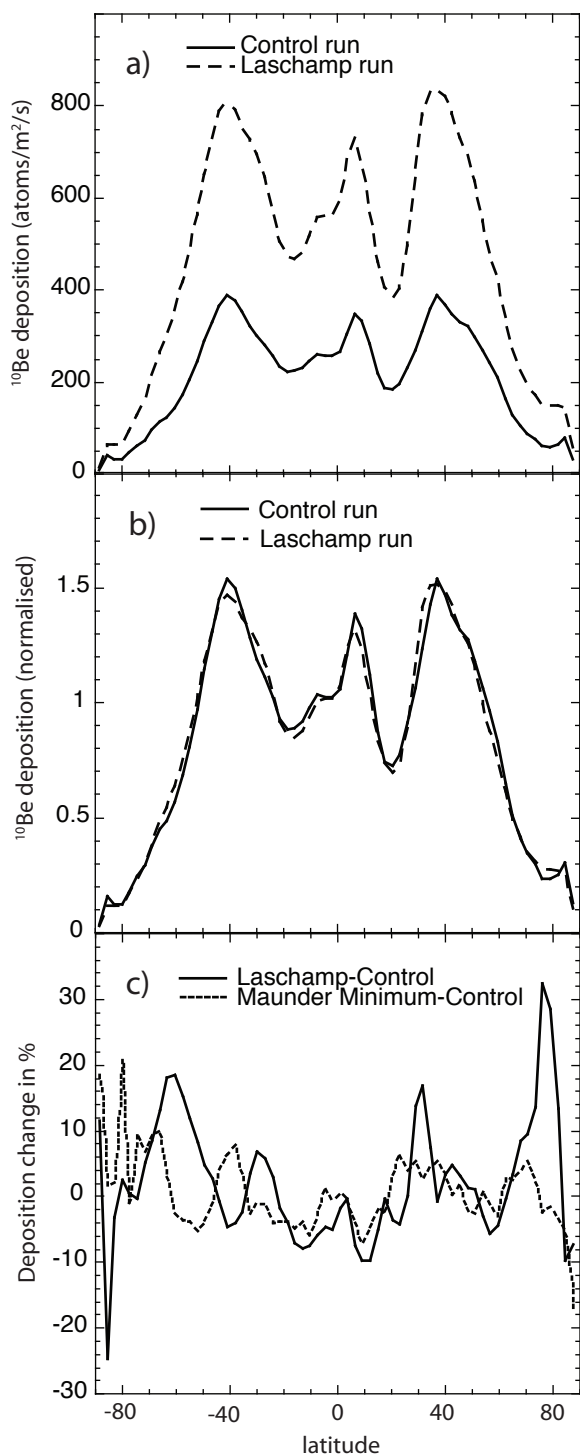 a)
Control run
Laschamp run
¹⁰Be deposition (atoms/m²/s)
800
600
400
200
0
b)
Control run
Laschamp run
¹⁰Be deposition (normalised)
1.5
1
0.5
0
c)
Laschamp-Control
Maunder Minimum-Control
Deposition change in %
30
20
10
0
-10
-20
-30
-80 -40 0 40 80
latitude